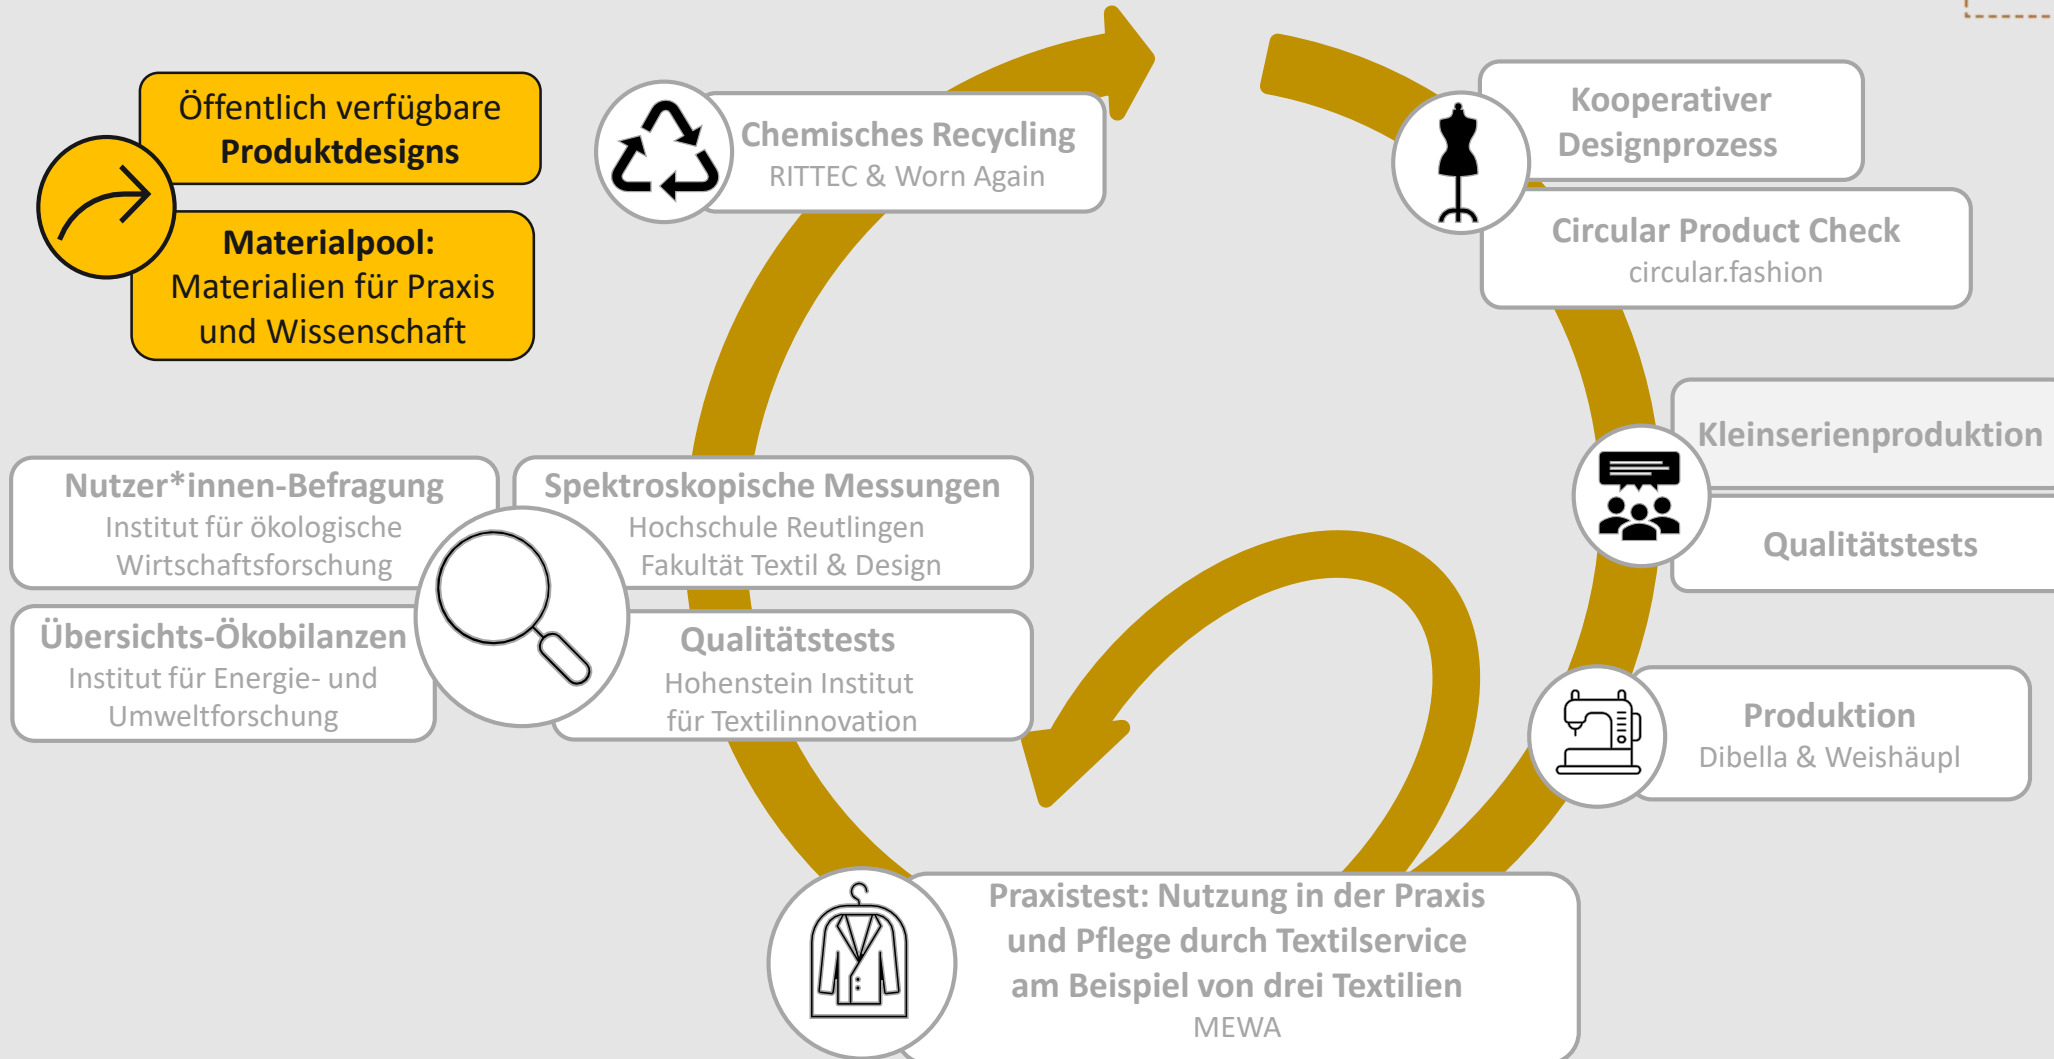 Öffentlich verfügbare
Produktdesigns
Materialpool:
Materialien für Praxis
und Wissenschaft
Chemisches Recycling
RITTEC & Worn Again
Kooperativer
Designprozess
Circular Product Check
circular.fashion
Kleinserienproduktion
Qualitätstests
Produktion
Dibella & Weishäupl
Praxistest: Nutzung in der Praxis
und Pflege durch Textilservice
am Beispiel von drei Textilien
MEWA
Nutzer*innen-Befragung
Institut für ökologische
Wirtschaftsforschung
Spektroskopische Messungen
Hochschule Reutlingen
Fakultät Textil & Design
Übersichts-Ökobilanzen
Institut für Energie- und
Umweltforschung
Qualitätstests
Hohenstein Institut
für Textilinnovation